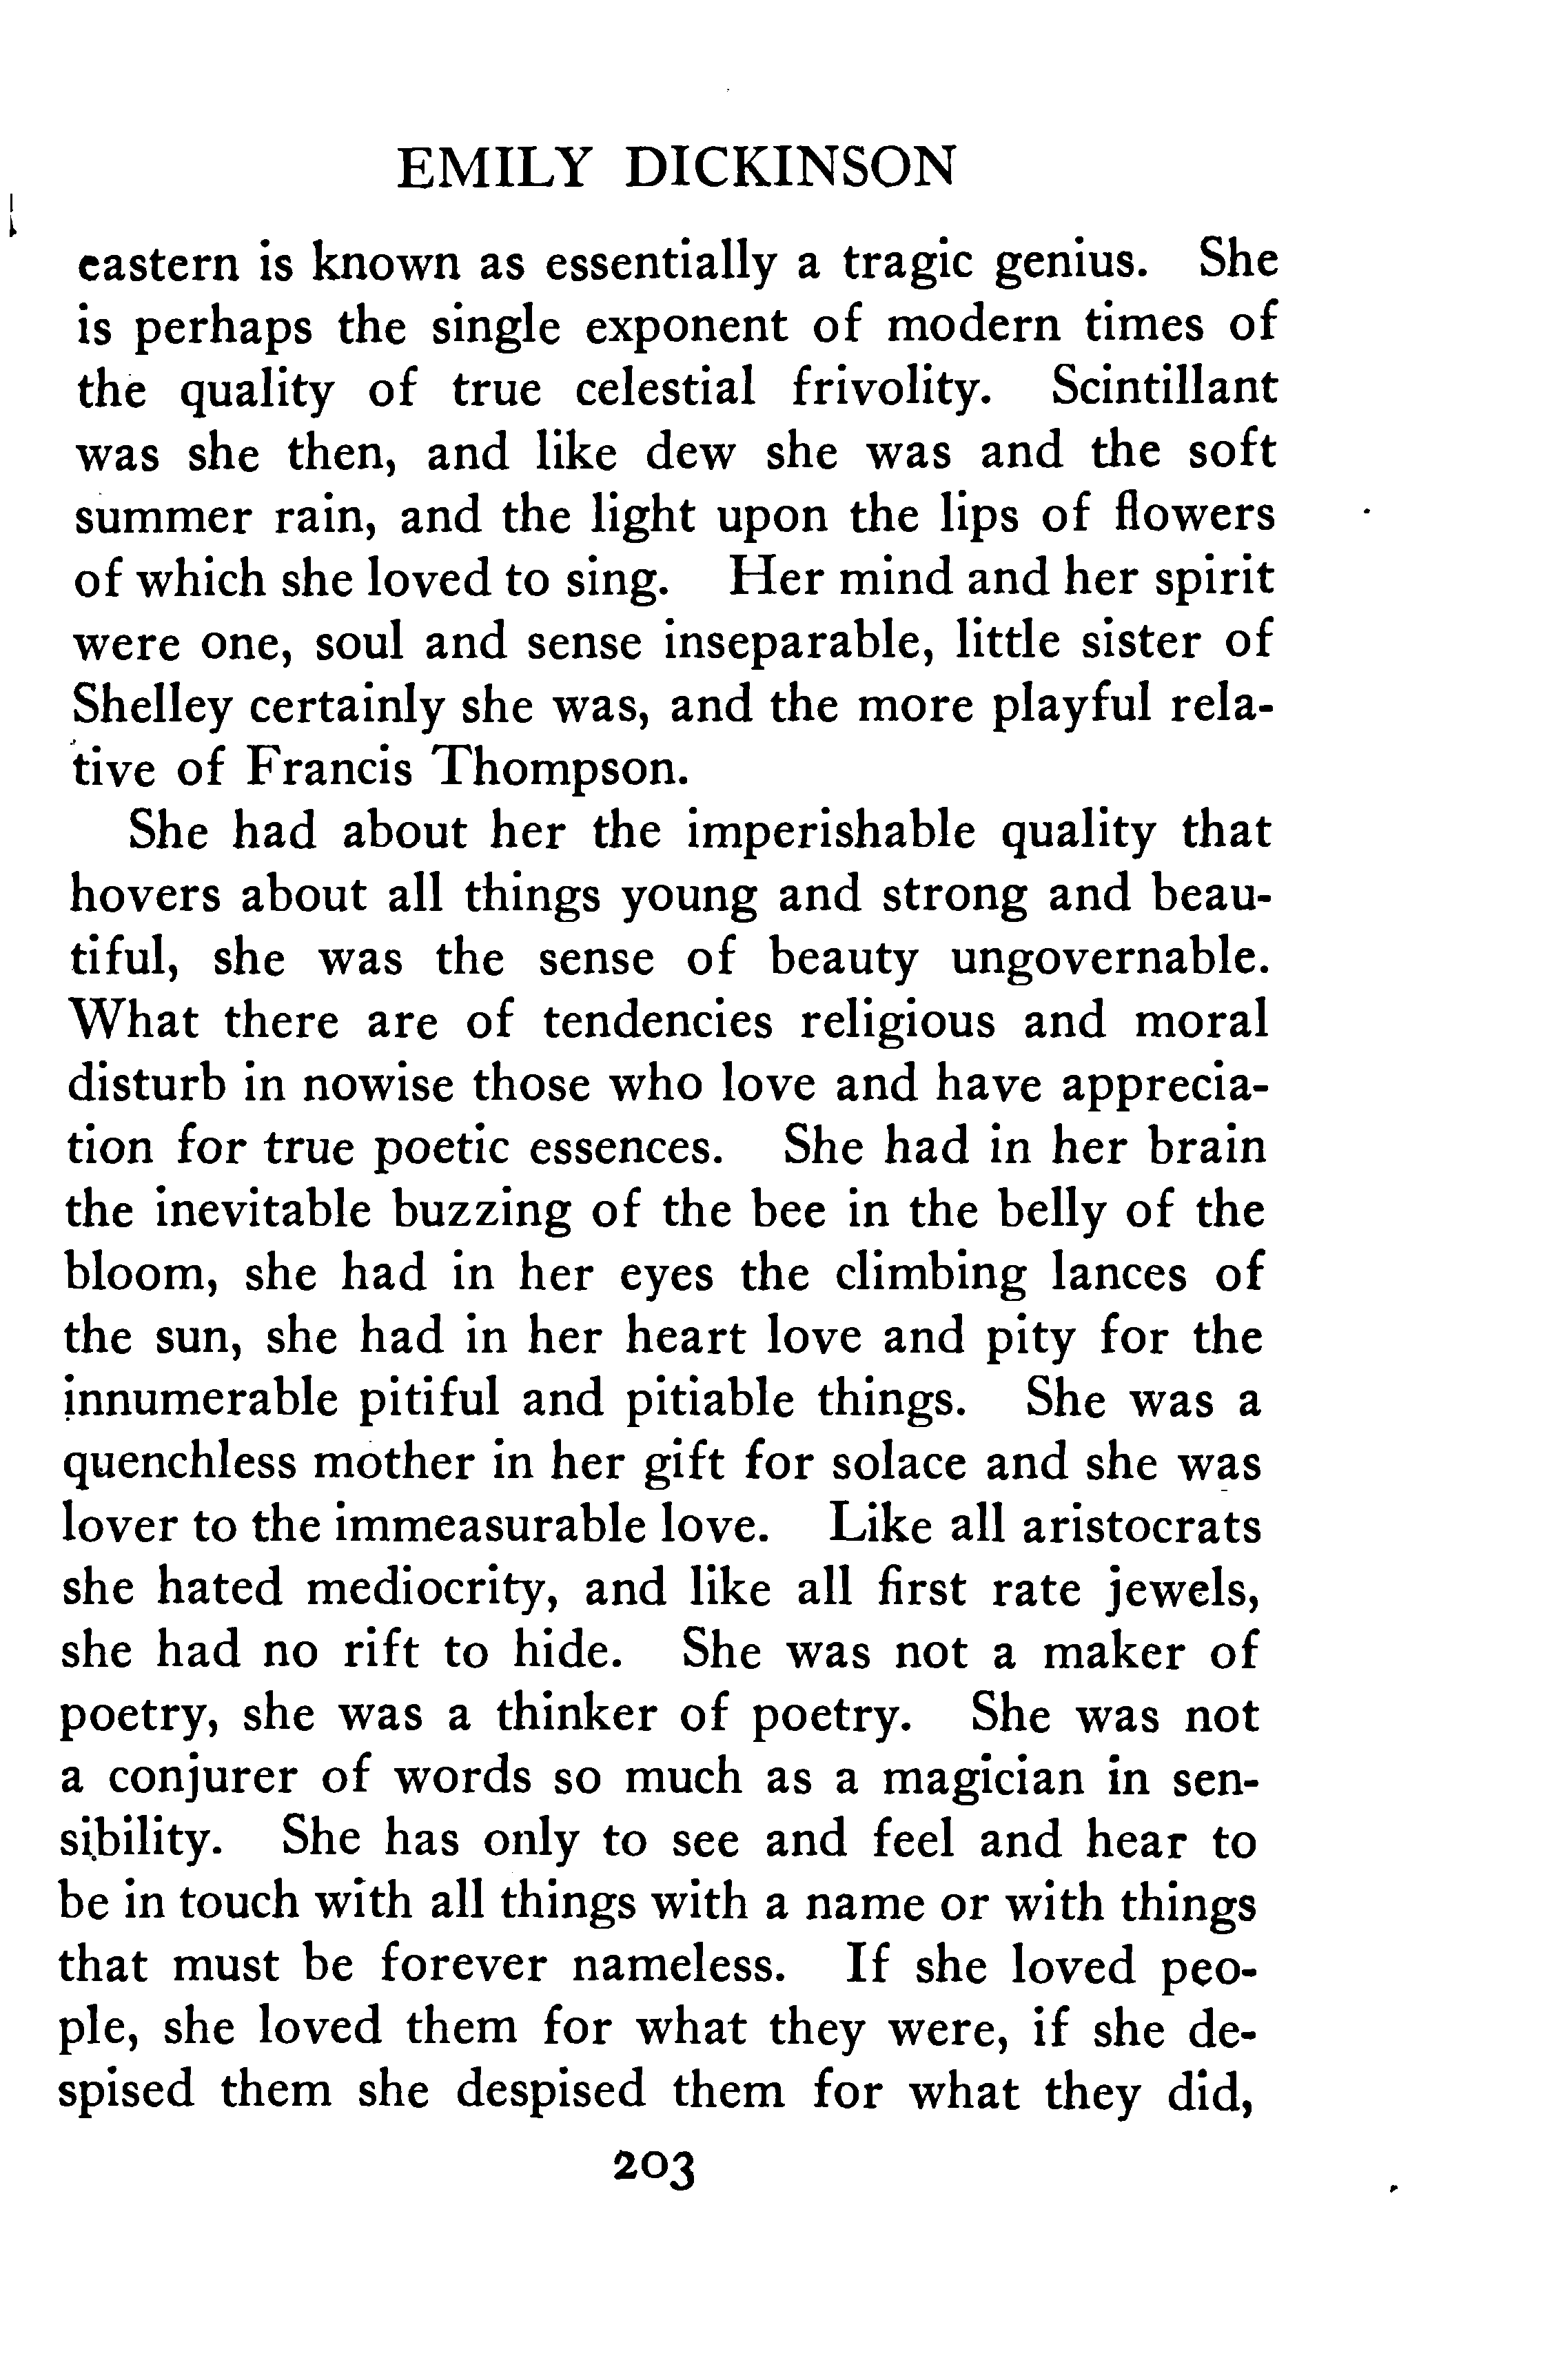 EMILY DICKINSON
eastern is known as essentially a tragic genius. She
is perhaps the single exponent of modern times of
the quality of true celestial frivolity. Scintillant
was she then, and like dew she was and the soft
summer rain, and the light upon the lips of flowers
of which she loved to sing. Her mind and her spirit
were one, soul and sense inseparable, little sister of
Shelley certainly she was, and the more playful rela-
tive of Francis Thompson.
She had about her the imperishable quality that
hovers about all things young and strong and beau-
tiful, she was the sense of beauty ungovernable.
What there are of tendencies religious and moral
disturb in nowise those who love and have apprecia-
tion for true poetic essences. She had in her brain
the inevitable buzzing of the bee in the belly of the
bloom, she had in her eyes the climbing lances of
the sun, she had in her heart love and pity for the
innumerable pitiful and pitiable things. She was a
quenchless mother in her gift for solace and she was
lover to the immeasurable love. Like all aristocrats
she hated mediocrity, and like all first rate jewels,
she had no rift to hide. She was not a maker of
poetry, she was a thinker of poetry. She was not
a conjurer of words so much as a magician in sen-
sibility. She has only to see and feel and hear to
be in touch with all things with a name or with things
that must be forever nameless. If she loved peo-
ple, she loved them for what they were, if she de-
spised them she despised them for what they did,
203